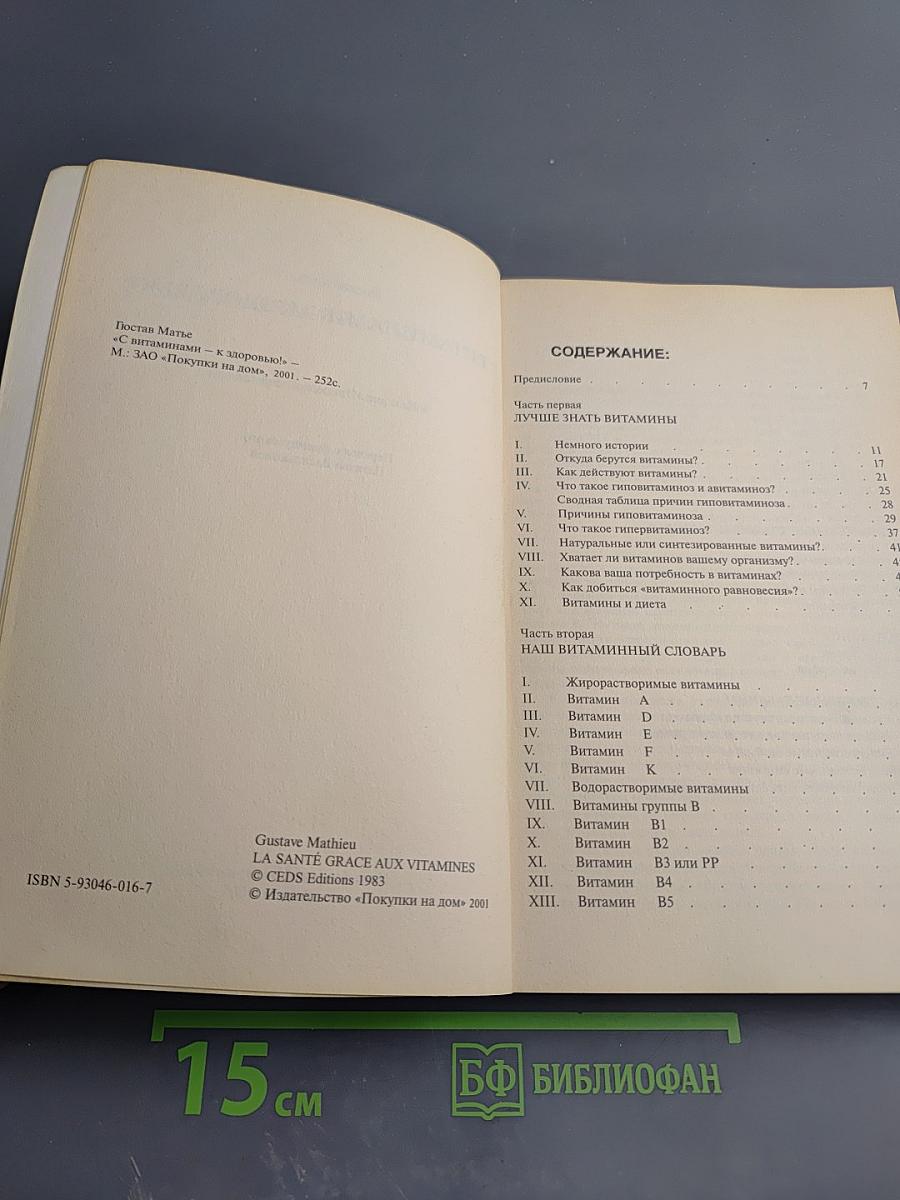 Гюстав Матье
«С витаминами – к здоровью!» –
М.: ЗАО «Покупки на дом», 2001. – 252с.
ISBN 5-93046-016-7
Gustave Mathieu
LA SANTÉ GRACE AUX VITAMINES
© CEDS Editions 1983
© Издательство «Покупки на дом» 2001
СОДЕРЖАНИЕ:
Предисловие . . . . . . . . . . . 7
Часть первая
ЛУЧШЕ ЗНАТЬ ВИТАМИНЫ
I. Немного истории . . . . . . . . 11
II. Откуда берутся витамины? . . . . . . . 17
III. Как действуют витамины? . . . . . . . 21
IV. Что такое гиповитаминоз и авитаминоз? . . . . 25
Сводная таблица причин гиповитаминоза . . . . 28
V. Причины гиповитаминоза . . . . . . . 29
VI. Что такое гипервитаминоз? . . . . . . 37
VII. Натуральные или синтезированные витамины? . . . 41
VIII. Хватает ли витаминов вашему организму? . . . .
IX. Какова ваша потребность в витаминах? . . . .
X. Как добиться «витаминного равновесия»? . . . .
XI. Витамины и диета . . . . . . .
Часть вторая
НАШ ВИТАМИННЫЙ СЛОВАРЬ
I. Жирорастворимые витамины . . . . .
II. Витамин A . . . . . . . .
III. Витамин D . . . . . . . .
IV. Витамин E . . . . . . . .
V. Витамин F . . . . . . . .
VI. Витамин K . . . . . . . .
VII. Водорастворимые витамины . . . .
VIII. Витамины группы B . . . . . .
IX. Витамин B1 . . . . . . .
X. Витамин B2 . . . . . . .
XI. Витамин B3 или PP . . . . .
XII. Витамин B4 . . . . . . .
XIII. Витамин B5 . . . . . . .
15 см
БФ БИБЛИОФАН